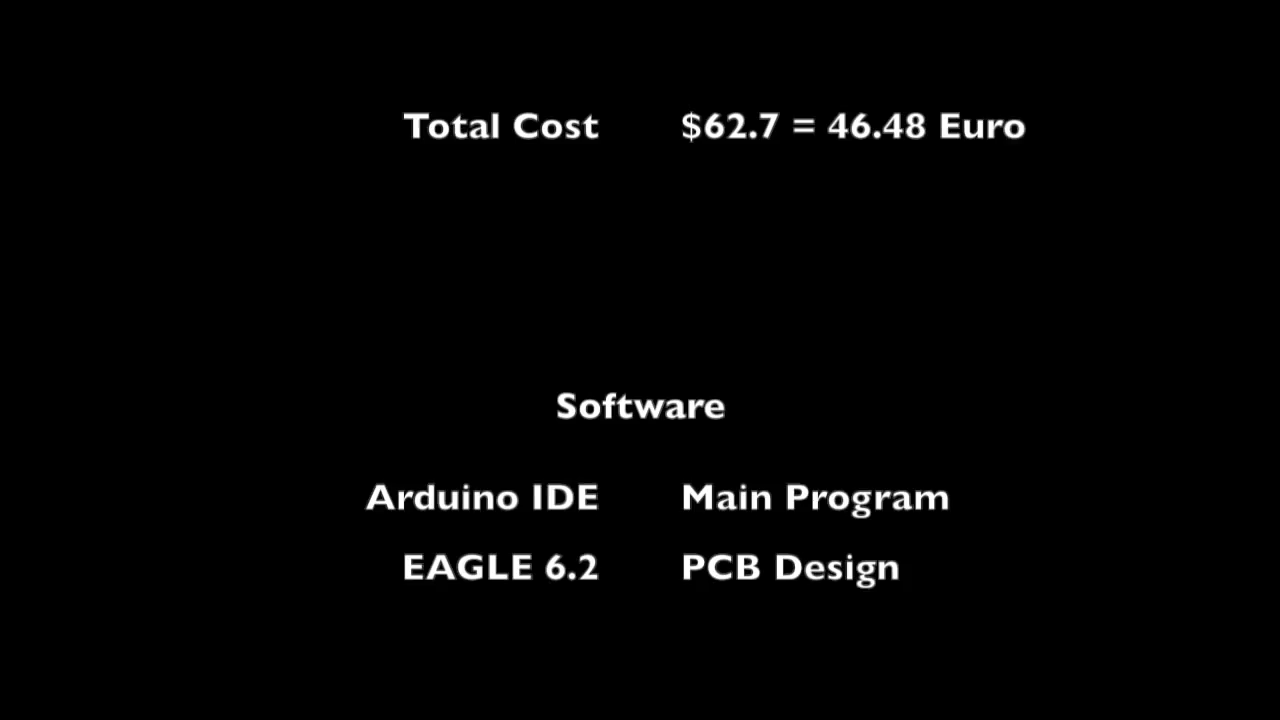 Total Cost $62.7 = 46.48 Euro
Software
Arduino IDE Main Program
EAGLE 6.2 PCB Design